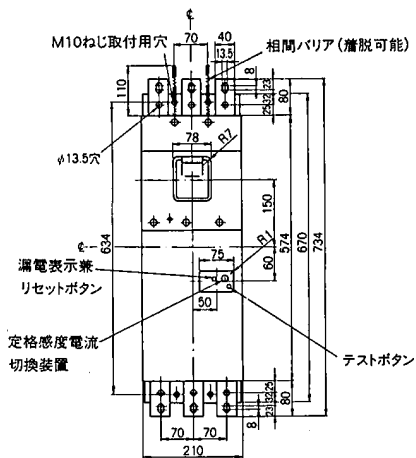 ℄
M10ねじ取付用穴
70
40
相間バリア(着脱可能)
13.5
8
23
110
25
32
80
φ13.5穴
78
R7
150
634
574
670
734
℄
75
R1
60
漏電表示兼
リセットボタン
50
定格感度電流
切換装置
テストボタン
25
32
23
80
70
70
8
210